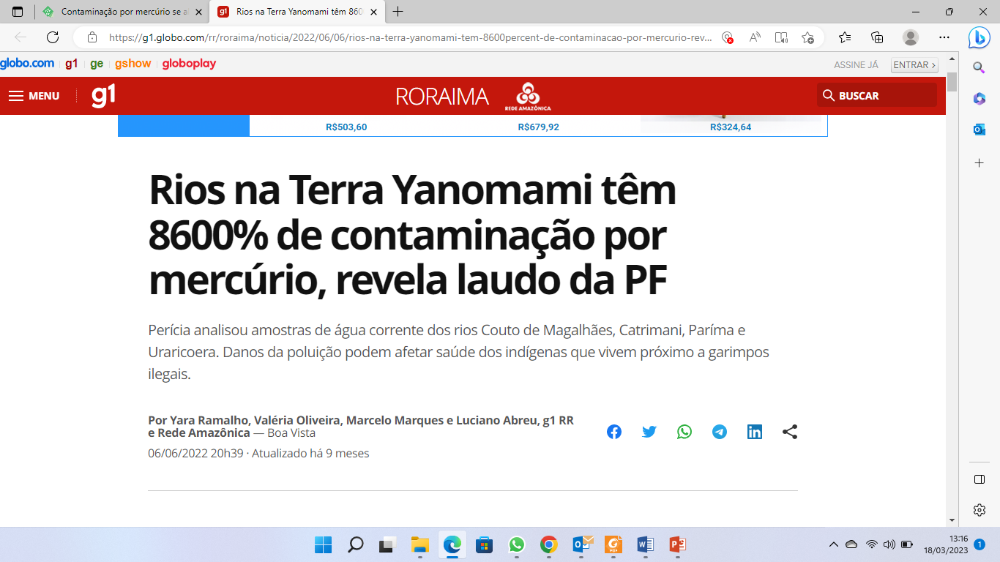 Contaminação por mercúrio se a
Rios na Terra Yanomami têm 860
https://g1.globo.com/rr/roraima/noticia/2022/06/06/rios-na-terra-yanomami-tem-8600percent-de-contaminacao-por-mercurio-rev...
globo.com g1 ge gshow globoplay
ASSINE JÁ ENTRAR
MENU g1 RORAIMA REDE AMAZÔNICA BUSCAR
R$503,60 R$679,92 R$324,64
Rios na Terra Yanomami têm
8600% de contaminação por
mercúrio, revela laudo da PF
Perícia analisou amostras de água corrente dos rios Couto de Magalhães, Catrimani, Paríma e
Uraricoera. Danos da poluição podem afetar saúde dos indígenas que vivem próximo a garimpos
ilegais.
Por Yara Ramalho, Valéria Oliveira, Marcelo Marques e Luciano Abreu, g1 RR
e Rede Amazônica — Boa Vista
06/06/2022 20h39 · Atualizado há 9 meses
13:16
18/03/2023
1